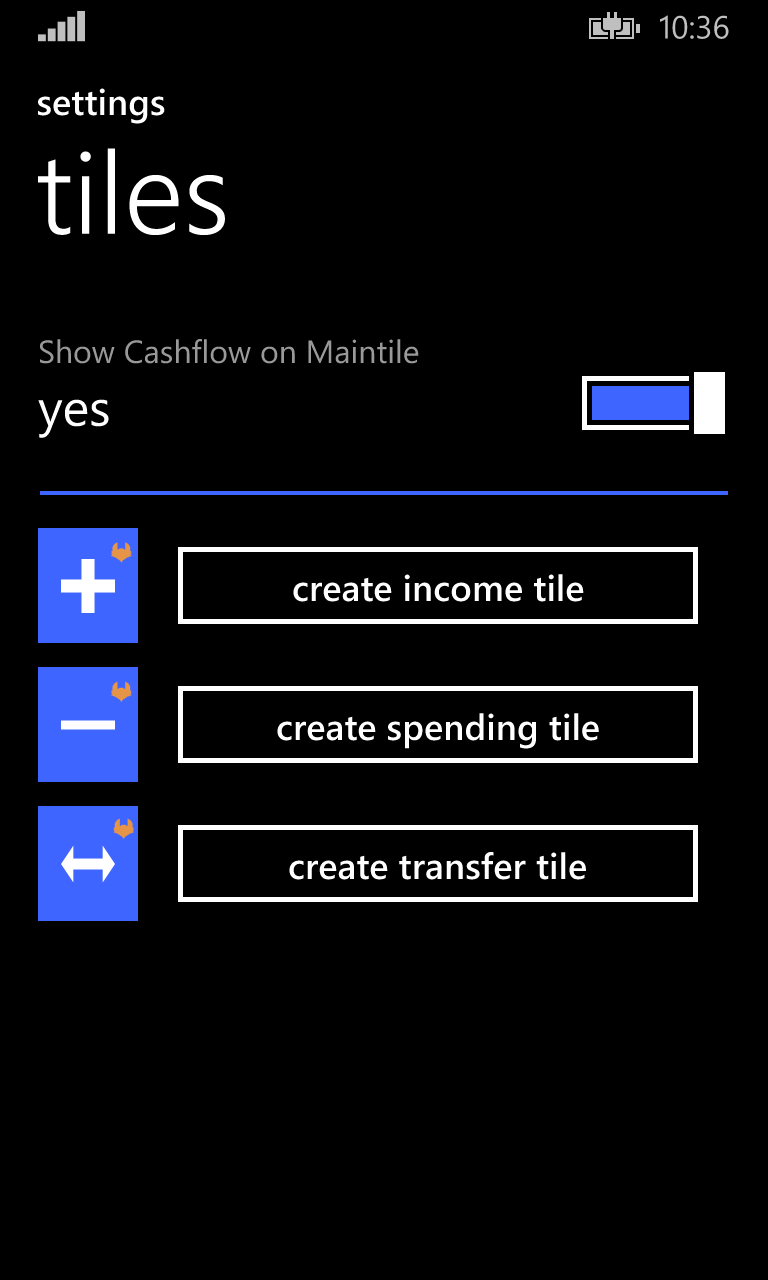 10:36
settings
tiles
Show Cashflow on Maintile
yes
create income tile
create spending tile
create transfer tile